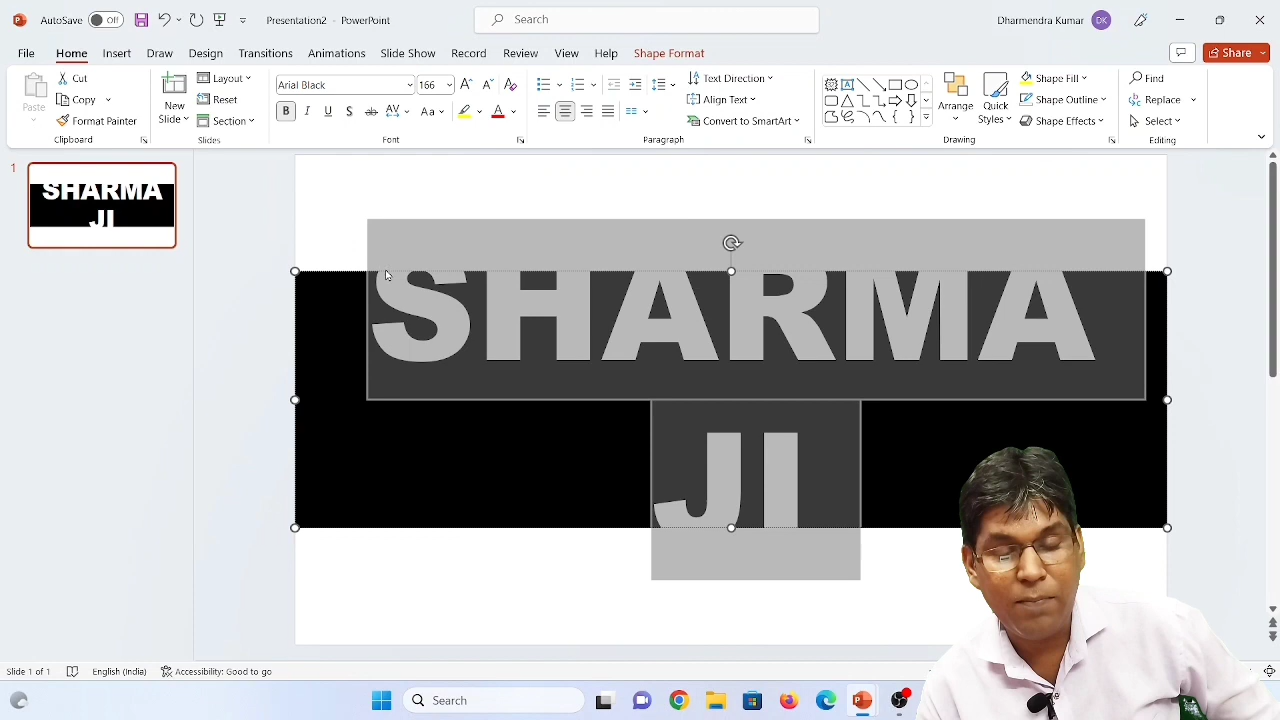 AutoSave Off Presentation2 - PowerPoint Search Dharmendra Kumar DK
File Home Insert Draw Design Transitions Animations Slide Show Record Review View Help Shape Format Share
Paste Cut Copy Format Painter
Clipboard
New Slide Layout Reset Section
Slides
Arial Black 166
B I U S ab AV Aa A
Font
Text Direction
Align Text
Convert to SmartArt
Paragraph
Arrange Quick Styles
Shape Fill
Shape Outline
Shape Effects
Drawing
Find
Replace
Select
Editing
1
SHARMA
JI
SHARMA
JI
Slide 1 of 1 English (India) Accessibility: Good to go
Search